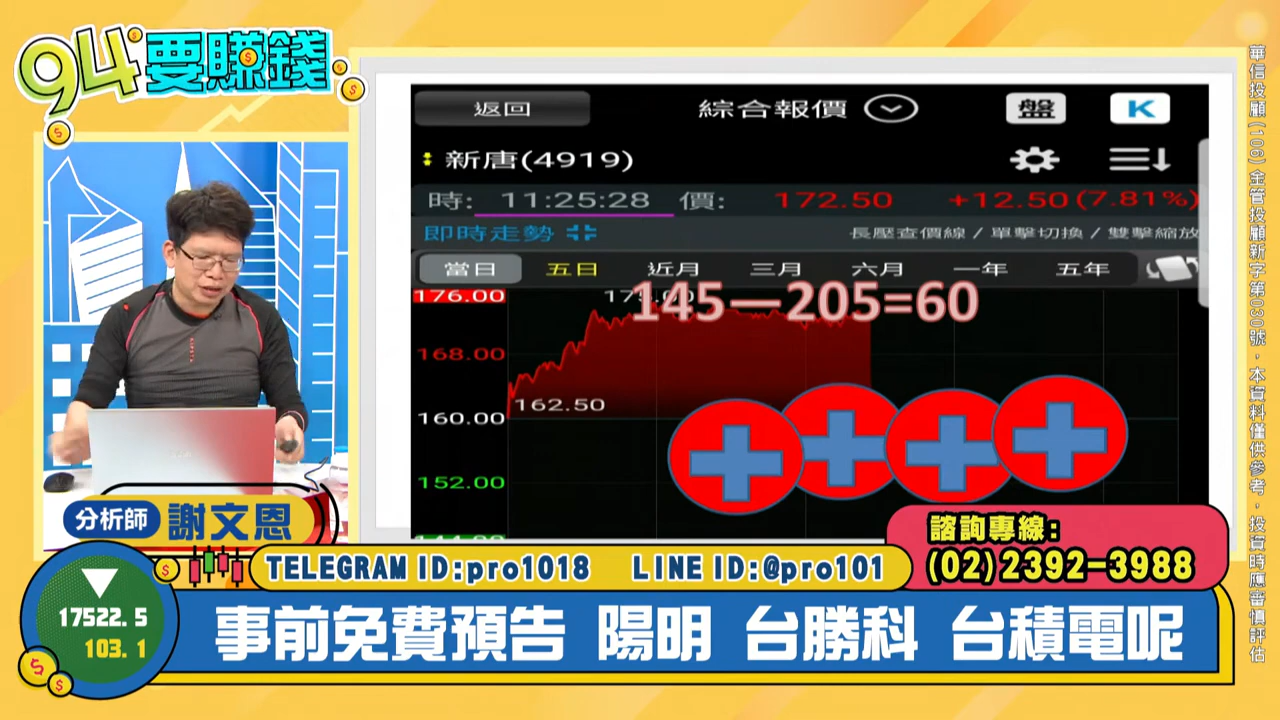 94要賺錢
返回
綜合報價
盤
K
新唐(4919)
時: 11:25:28 價: 172.50 +12.50(7.81%)
即時走勢
長壓查價線 / 單擊切換 / 雙擊縮放
當日 五日 近月 三月 六月 一年 五年
176.00
145—205=60
168.00
162.50
160.00
152.00
分析師 謝文恩
諮詢專線:
(02)2392-3988
TELEGRAM ID:pro1018 LINE ID:@pro101
17522.5
103.1
事前免費預告 陽明 台勝科 台積電呢
華信投顧(106)金管投顧新字第030號，本資料僅供參考，投資時應審慎評估